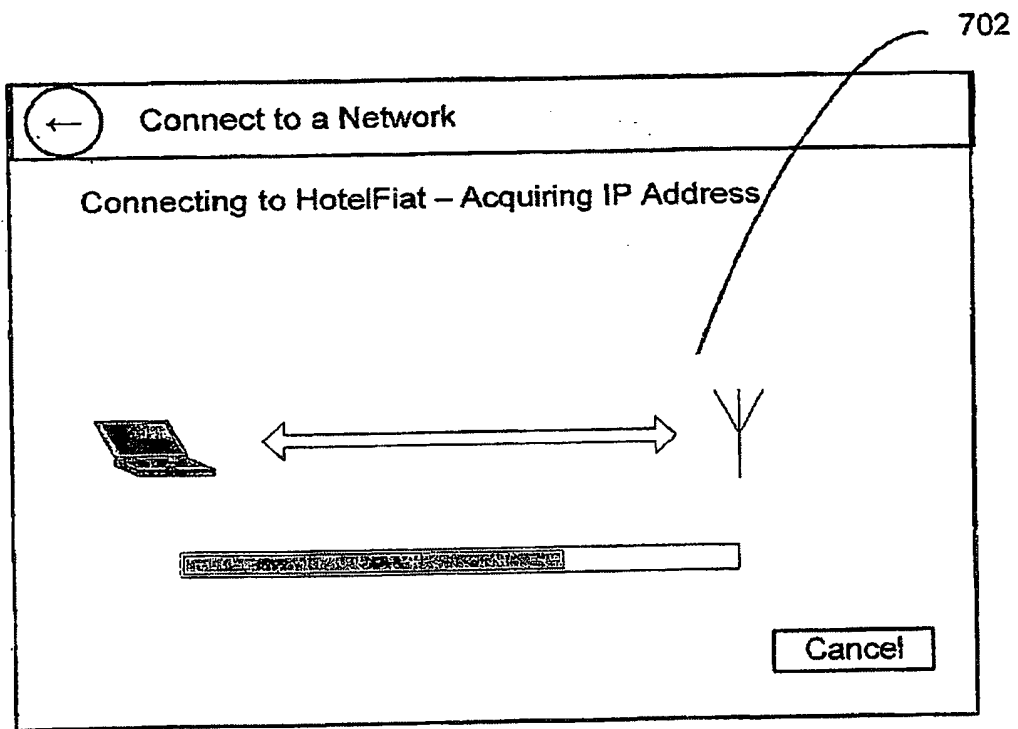 702
Connect to a Network
Connecting to HotelFiat – Acquiring IP Address
Cancel